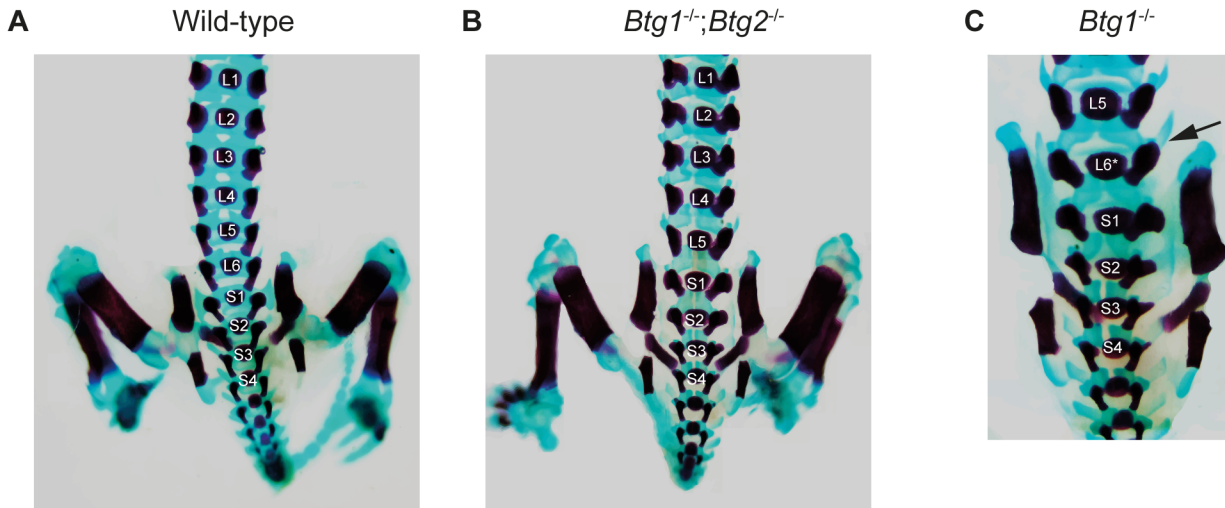 A
Wild-type
L1
L2
L3
L4
L5
L6
S1
S2
S3
S4
B
Btg1-/-;Btg2-/-
L1
L2
L3
L4
L5
S1
S2
S3
S4
C
Btg1-/-
L5
L6*
S1
S2
S3
S4